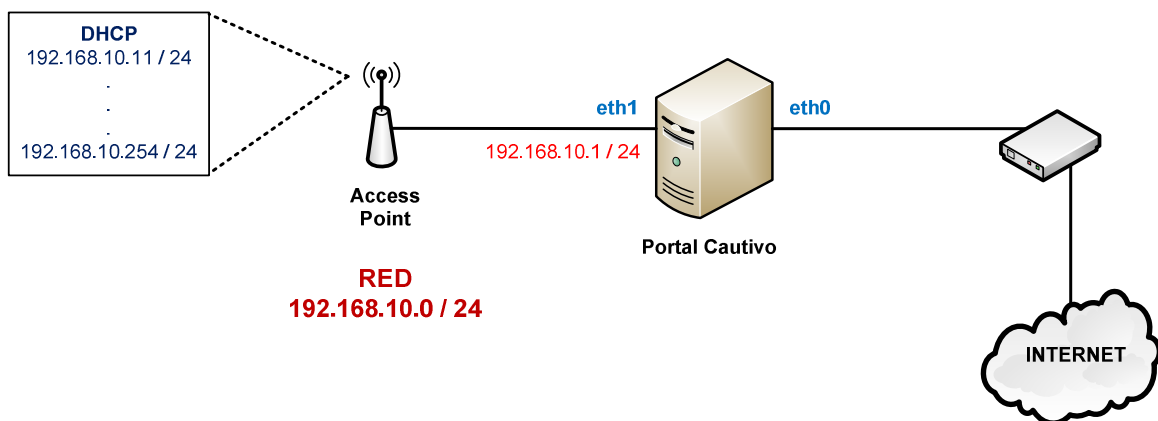 DHCP
192.168.10.11 / 24
.
.
.
192.168.10.254 / 24
Access
Point
RED
192.168.10.0 / 24
eth1
192.168.10.1 / 24
eth0
Portal Cautivo
INTERNET